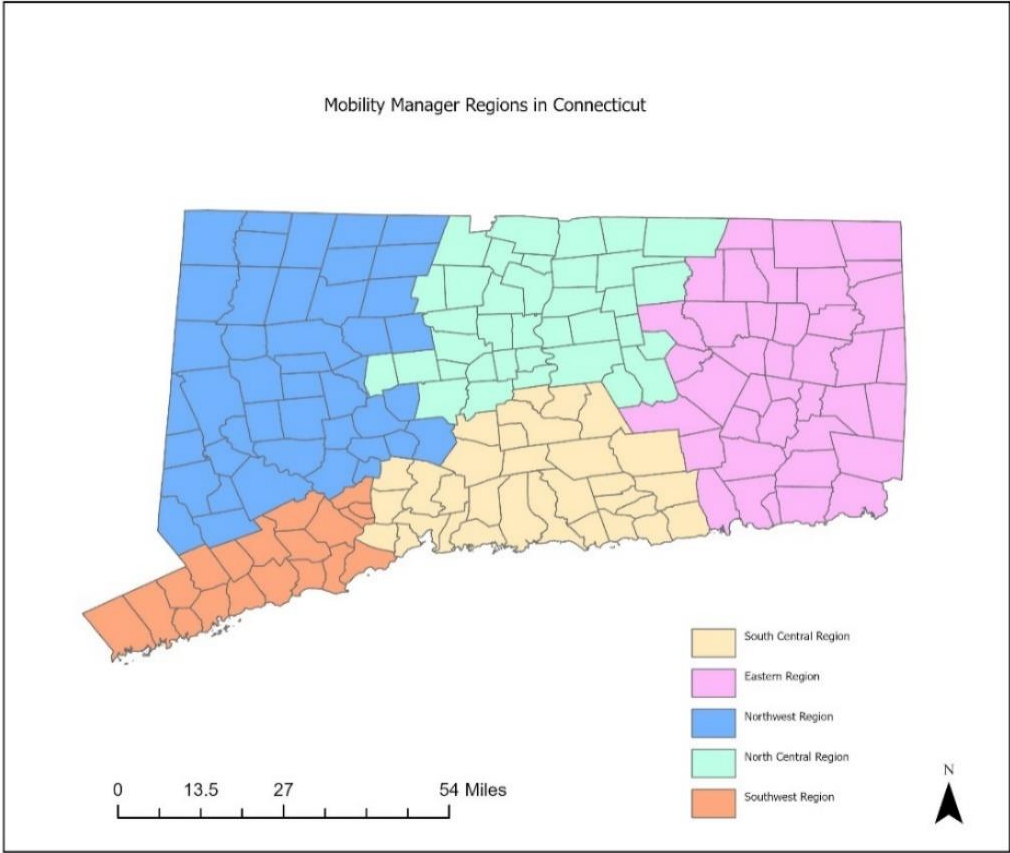 Mobility Manager Regions in Connecticut
South Central Region
Eastern Region
Northwest Region
North Central Region
Southwest Region
0 13.5 27 54 Miles
N